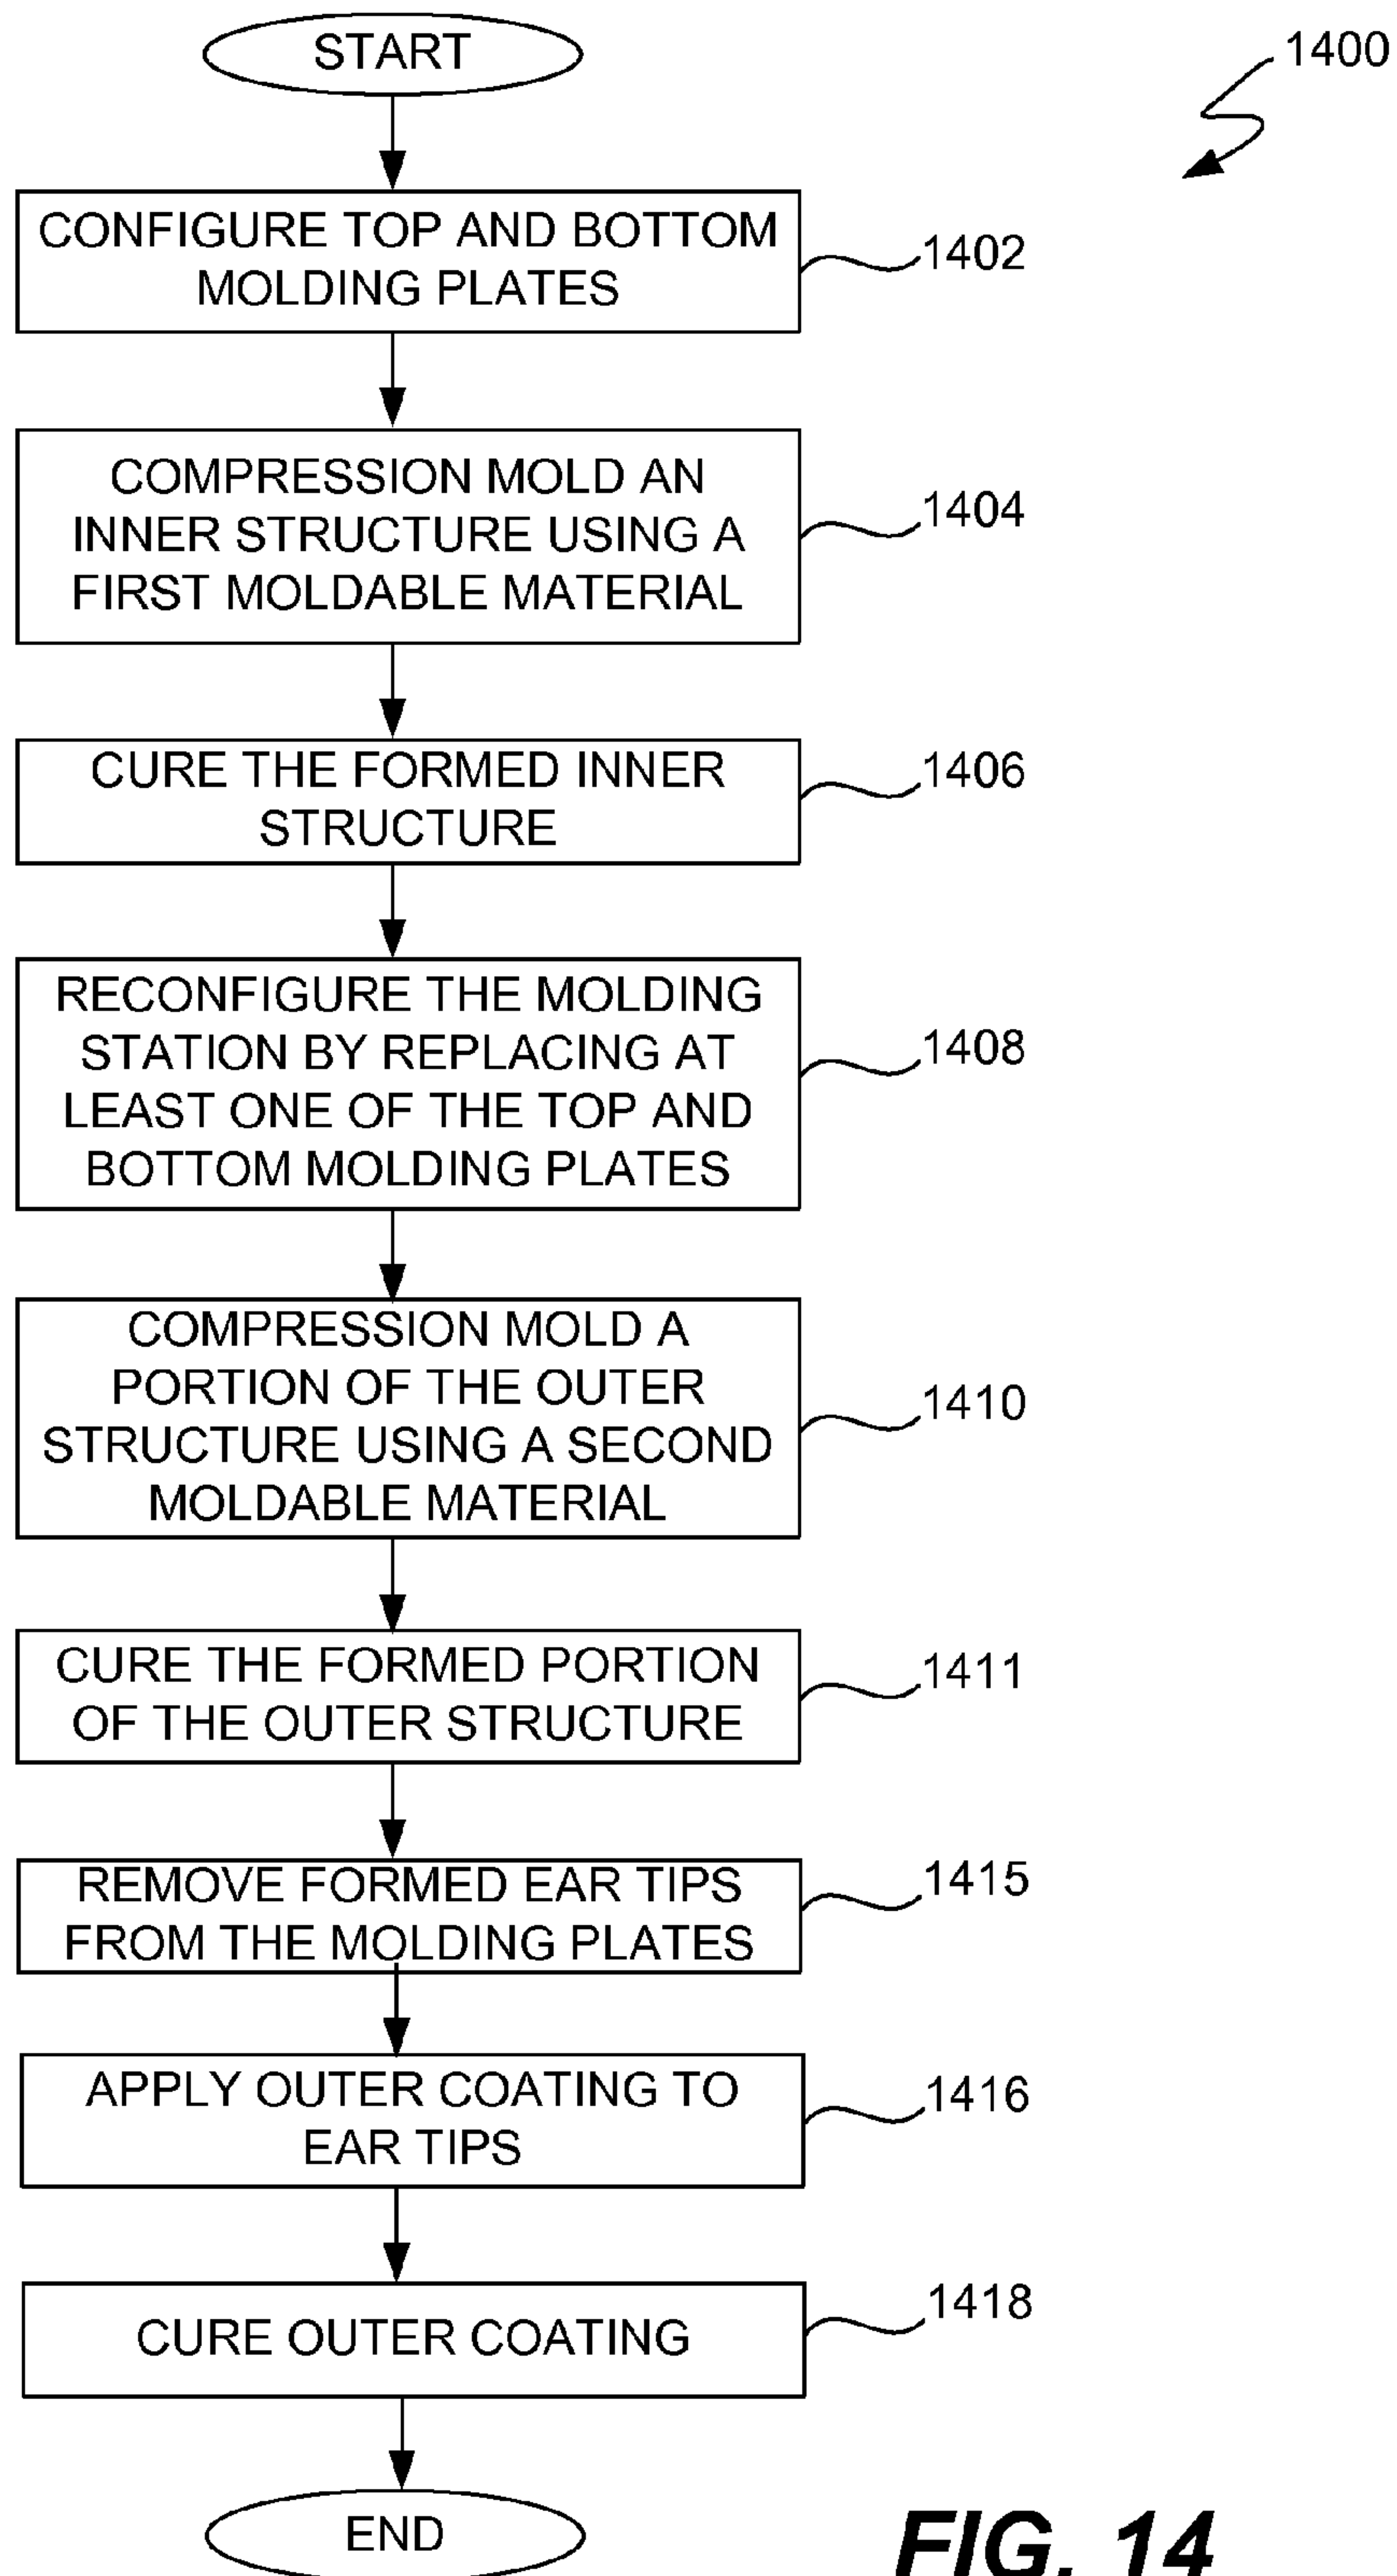 START
1400
CONFIGURE TOP AND BOTTOM
MOLDING PLATES
1402
COMPRESSION MOLD AN
INNER STRUCTURE USING A
FIRST MOLDABLE MATERIAL
1404
CURE THE FORMED INNER
STRUCTURE
1406
RECONFIGURE THE MOLDING
STATION BY REPLACING AT
LEAST ONE OF THE TOP AND
BOTTOM MOLDING PLATES
1408
COMPRESSION MOLD A
PORTION OF THE OUTER
STRUCTURE USING A SECOND
MOLDABLE MATERIAL
1410
CURE THE FORMED PORTION
OF THE OUTER STRUCTURE
1411
REMOVE FORMED EAR TIPS
FROM THE MOLDING PLATES
1415
APPLY OUTER COATING TO
EAR TIPS
1416
CURE OUTER COATING
1418
END
FIG. 14